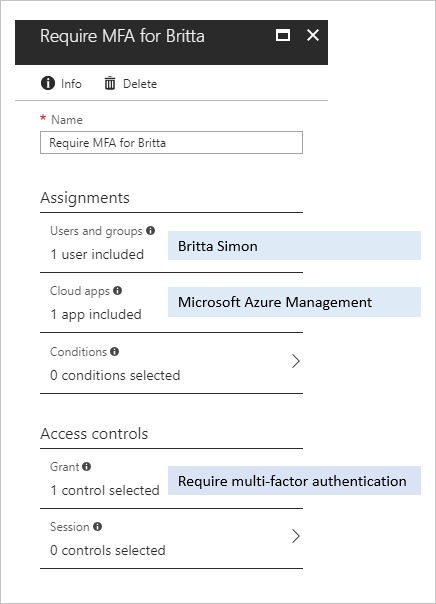 Require MFA for Britta
Info Delete
* Name
Require MFA for Britta
Assignments
Users and groups
1 user included
Britta Simon
Cloud apps
1 app included
Microsoft Azure Management
Conditions
0 conditions selected
Access controls
Grant
1 control selected
Require multi-factor authentication
Session
0 controls selected